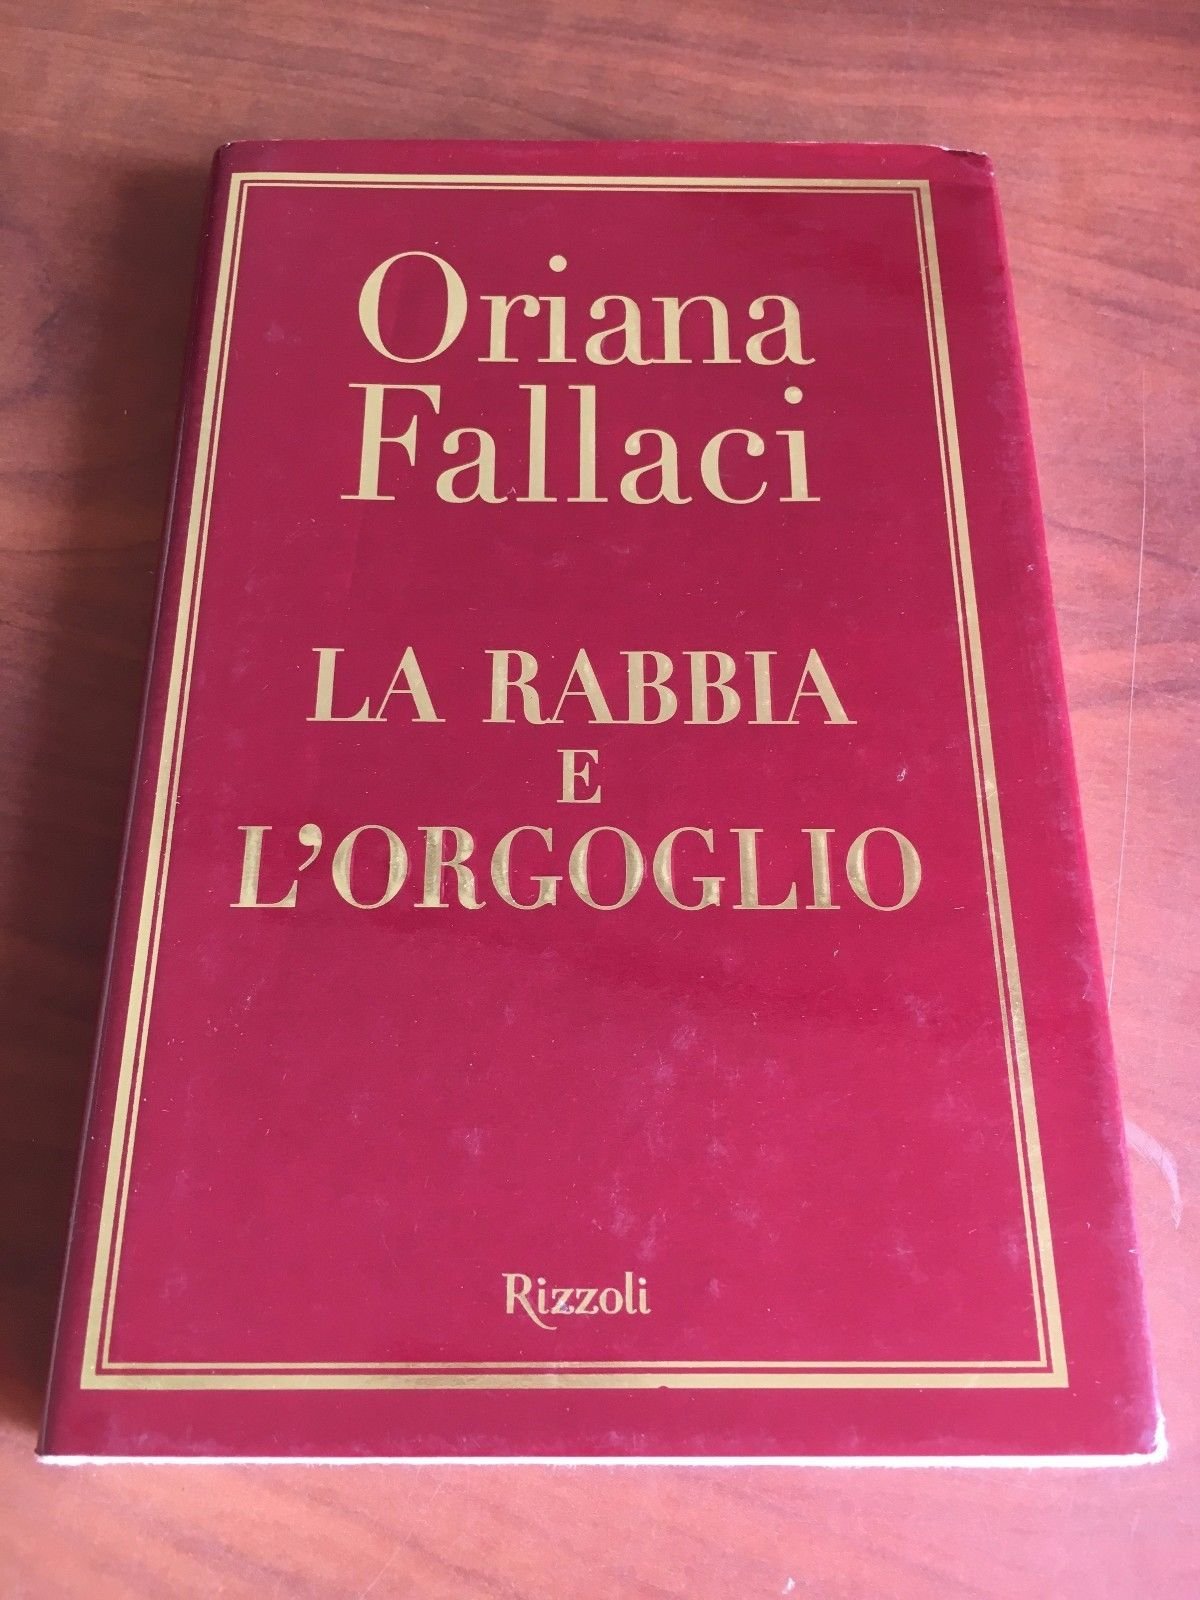 Oriana
Fallaci
LA RABBIA
E
L'ORGOGLIO
Rizzoli